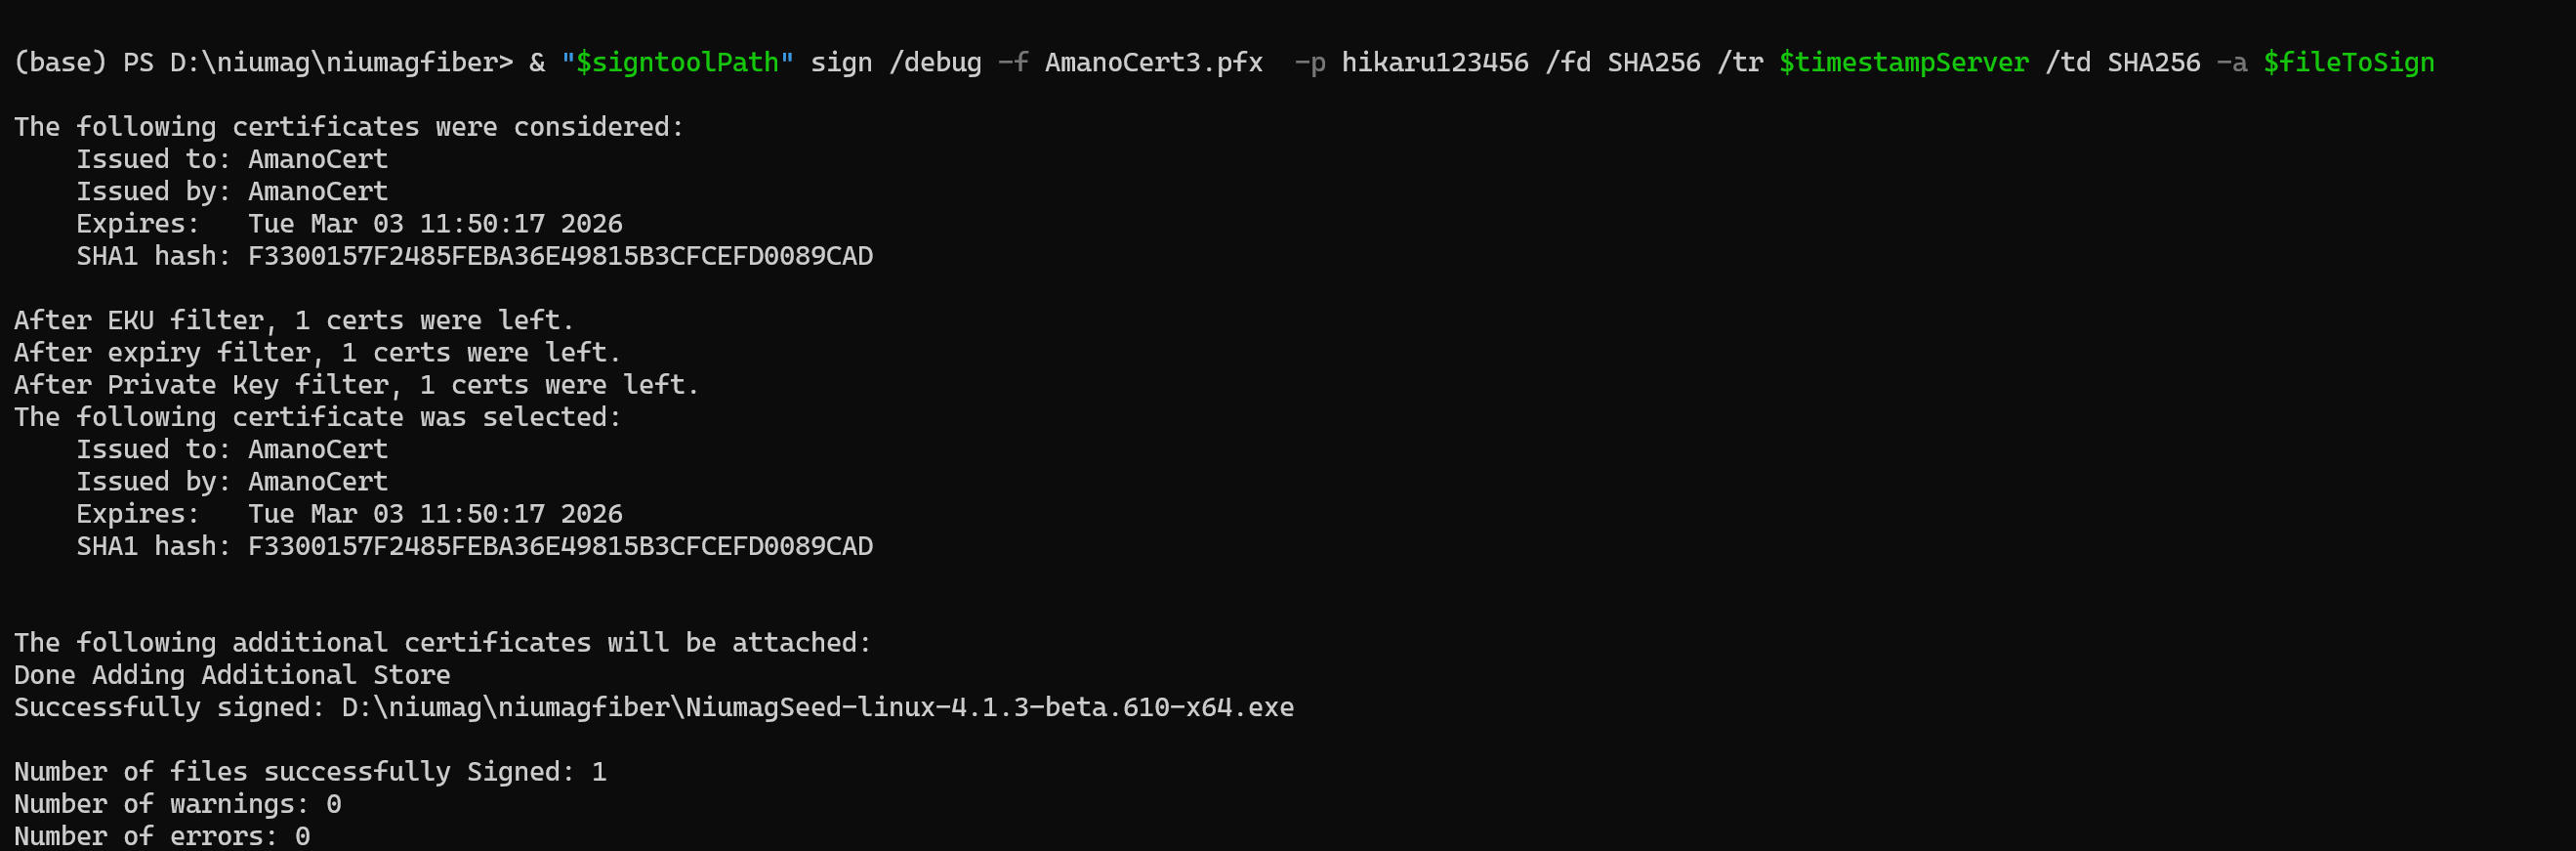 (base) PS D:\niumag\niumagfiber> & "$signtoolPath" sign /debug -f AmanoCert3.pfx  -p hikaru123456 /fd SHA256 /tr $timestampServer /td SHA256 -a $fileToSign
The following certificates were considered:
    Issued to: AmanoCert
    Issued by: AmanoCert
    Expires:   Tue Mar 03 11:50:17 2026
    SHA1 hash: F3300157F2485FEBA36E49815B3CFCEFD0089CAD
After EKU filter, 1 certs were left.
After expiry filter, 1 certs were left.
After Private Key filter, 1 certs were left.
The following certificate was selected:
    Issued to: AmanoCert
    Issued by: AmanoCert
    Expires:   Tue Mar 03 11:50:17 2026
    SHA1 hash: F3300157F2485FEBA36E49815B3CFCEFD0089CAD
The following additional certificates will be attached:
Done Adding Additional Store
Successfully signed: D:\niumag\niumagfiber\NiumagSeed-linux-4.1.3-beta.610-x64.exe
Number of files successfully Signed: 1
Number of warnings: 0
Number of errors: 0